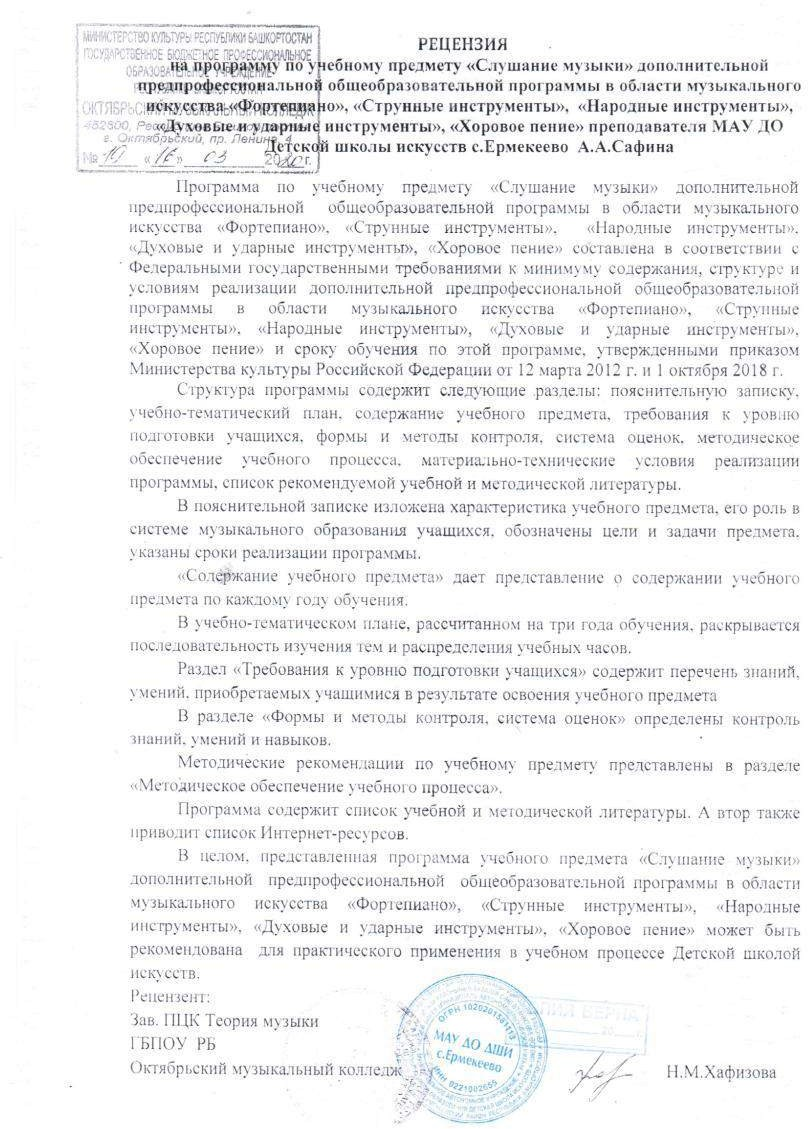 МИНИСТЕРСТВО КУЛЬТУРЫ РЕСПУБЛИКИ БАШКОРТОСТАН
ГОСУДАРСТВЕННОЕ БЮДЖЕТНОЕ ПРОФЕССИОНАЛЬНОЕ
ОБРАЗОВАТЕЛЬНОЕ УЧРЕЖДЕНИЕ
ОКТЯБРЬСКИЙ МУЗЫКАЛЬНЫЙ КОЛЛЕДЖ
г. Октябрьский, пр. Ленина, 4
№ 19 «16» 03 2020 г.
РЕЦЕНЗИЯ
на программу по учебному предмету «Слушание музыки» дополнительной
предпрофессиональной общеобразовательной программы в области музыкального
искусства «Фортепиано», «Струнные инструменты», «Народные инструменты»,
«Духовые и ударные инструменты», «Хоровое пение» преподавателя МАУ ДО
Детской школы искусств с.Ермекеево А.А.Сафина
Программа по учебному предмету «Слушание музыки» дополнительной
предпрофессиональной общеобразовательной программы в области музыкального
искусства «Фортепиано», «Струнные инструменты», «Народные инструменты»,
«Духовые и ударные инструменты», «Хоровое пение» составлена в соответствии с
Федеральными государственными требованиями к минимуму содержания, структуре и
условиям реализации дополнительной предпрофессиональной общеобразовательной
программы в области музыкального искусства «Фортепиано», «Струнные
инструменты», «Народные инструменты», «Духовые и ударные инструменты»,
«Хоровое пение» и сроку обучения по этой программе, утвержденными приказом
Министерства культуры Российской Федерации от 12 марта 2012 г. и 1 октября 2018 г.
Структура программы содержит следующие разделы: пояснительную записку,
учебно-тематический план, содержание учебного предмета, требования к уровню
подготовки учащихся, формы и методы контроля, система оценок, методическое
обеспечение учебного процесса, материально-технические условия реализации
программы, список рекомендуемой учебной и методической литературы.
В пояснительной записке изложена характеристика учебного предмета, его роль в
системе музыкального образования учащихся, обозначены цели и задачи предмета,
указаны сроки реализации программы.
«Содержание учебного предмета» дает представление о содержании учебного
предмета по каждому году обучения.
В учебно-тематическом плане, рассчитанном на три года обучения, раскрывается
последовательность изучения тем и распределения учебных часов.
Раздел «Требования к уровню подготовки учащихся» содержит перечень знаний,
умений, приобретаемых учащимися в результате освоения учебного предмета
В разделе «Формы и методы контроля, система оценок» определены контроль
знаний, умений и навыков.
Методические рекомендации по учебному предмету представлены в разделе
«Методическое обеспечение учебного процесса».
Программа содержит список учебной и методической литературы. А втор также
приводит список Интернет-ресурсов.
В целом, представленная программа учебного предмета «Слушание музыки»
дополнительной предпрофессиональной общеобразовательной программы в области
музыкального искусства «Фортепиано», «Струнные инструменты», «Народные
инструменты», «Духовые и ударные инструменты», «Хоровое пение» может быть
рекомендована для практического применения в учебном процессе Детской школой
искусств.
Рецензент:
Зав. ПЦК Теория музыки
ГБПОУ РБ
Октябрьский музыкальный колледж
Н.М.Хафизова
МАУ ДО ДШИ
с.Ермекеево
ВЕРНА